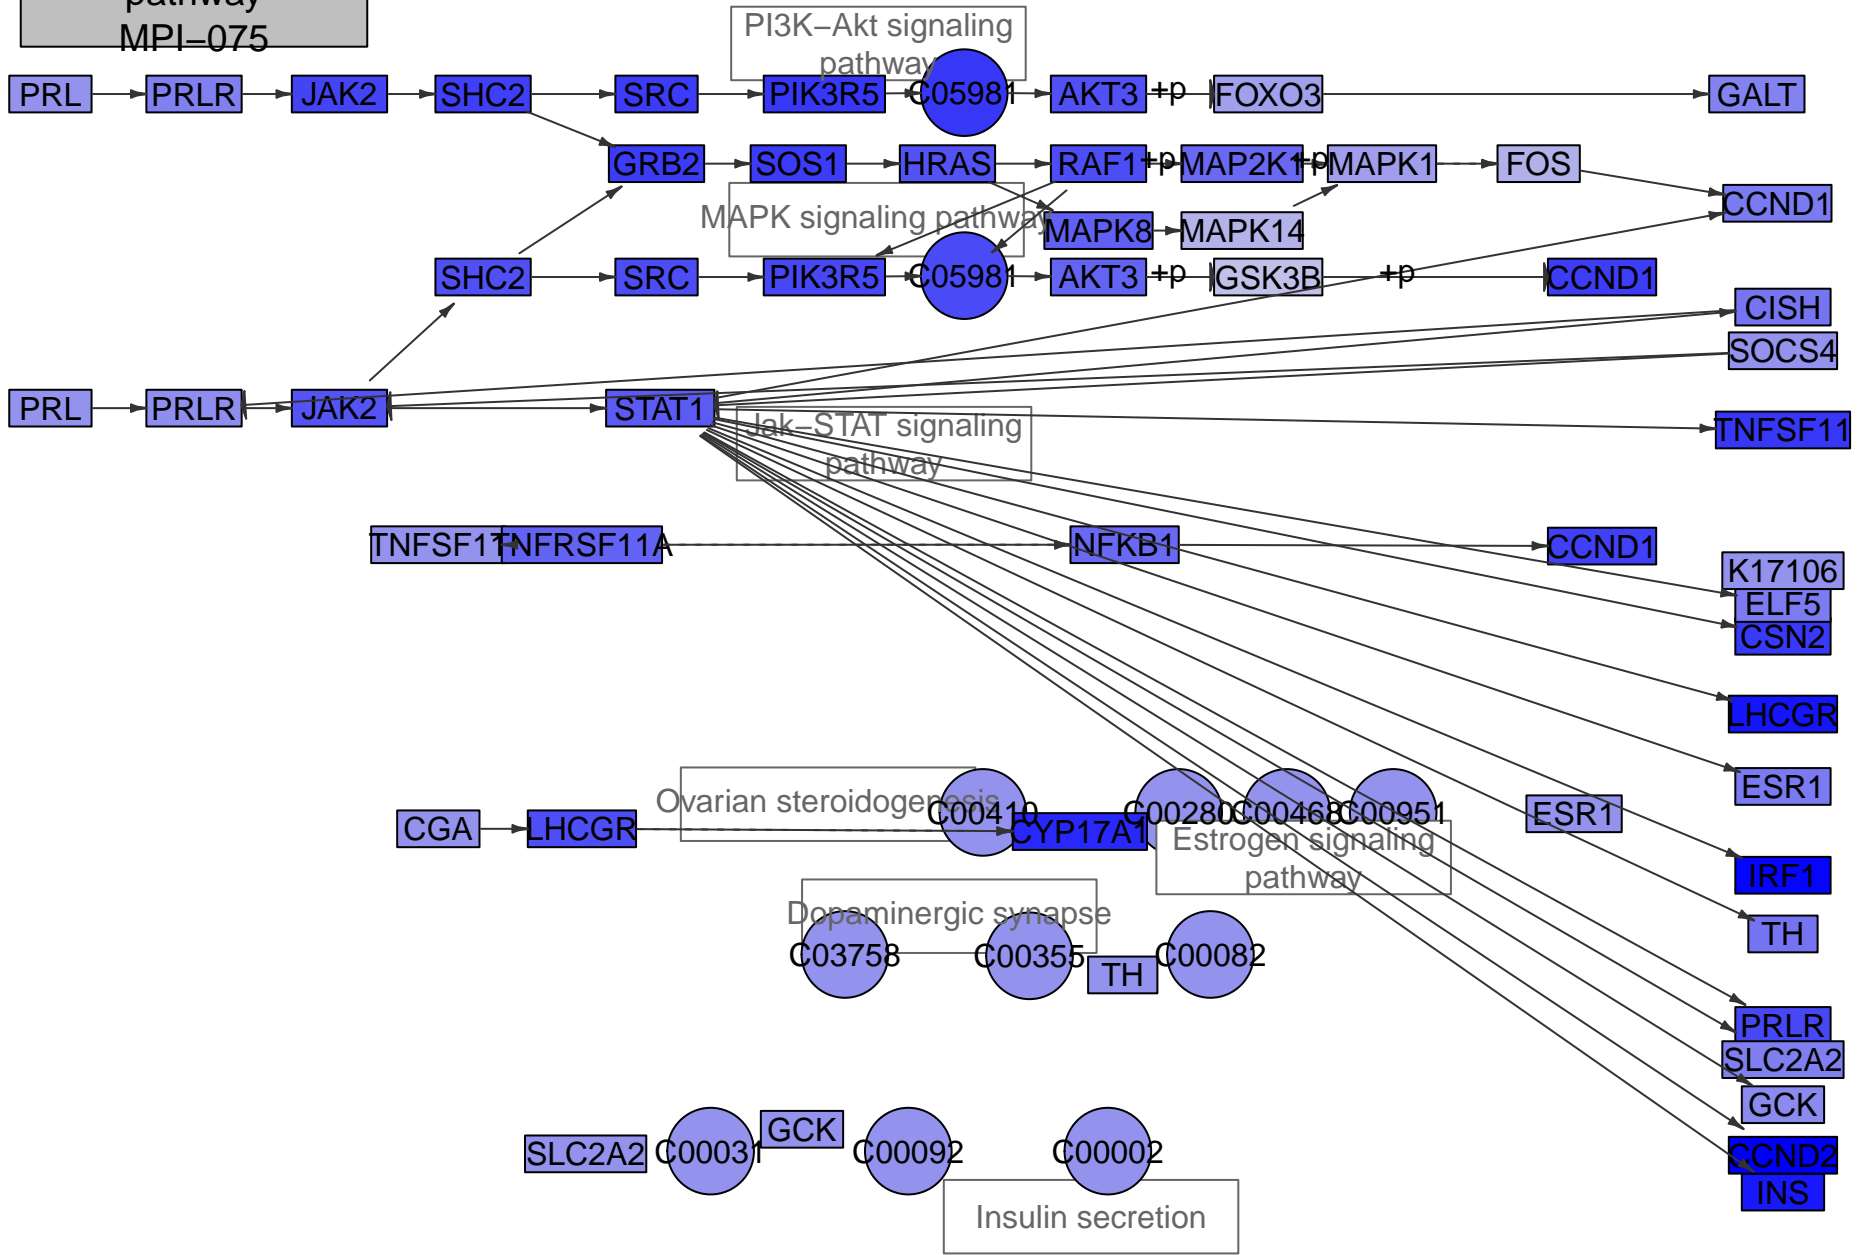 pathway
MPI–075
PI3K–Akt signaling
pathway
PRL
PRLR
JAK2
SHC2
SRC
PIK3R5
C05981
AKT3
+p
FOXO3
GALT
GRB2
SOS1
HRAS
RAF1
+p
MAP2K1
+p
MAPK1
FOS
CCND1
MAPK signaling pathway
MAPK8
MAPK14
SHC2
SRC
PIK3R5
C05981
AKT3
+p
GSK3B
+p
CCND1
CISH
SOCS4
PRL
PRLR
JAK2
STAT1
Jak–STAT signaling
pathway
TNFSF11
TNFSF11
TNFRSF11A
NFKB1
CCND1
K17106
ELF5
CSN2
LHCGR
ESR1
Ovarian steroidogenesis
C00410
C00280
C00468
C00951
ESR1
CGA
LHCGR
CYP17A1
Estrogen signaling
pathway
IRF1
Dopaminergic synapse
TH
C03758
C00355
TH
C00082
PRLR
SLC2A2
GCK
SLC2A2
C00031
GCK
C00092
C00002
CCND2
INS
Insulin secretion